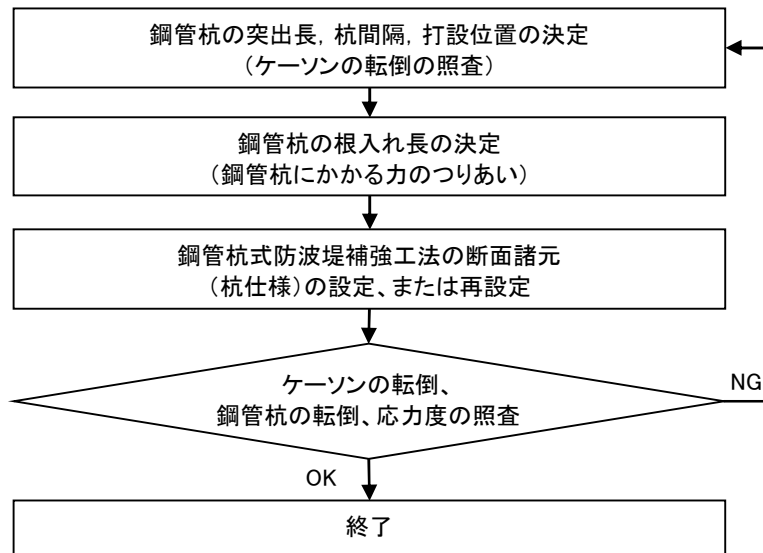 鋼管杭の突出長, 杭間隔, 打設位置の決定
（ケーソンの転倒の照査）
鋼管杭の根入れ長の決定
（鋼管杭にかかる力のつりあい）
鋼管杭式防波堤補強工法の断面諸元
（杭仕様）の設定、または再設定
ケーソンの転倒、
鋼管杭の転倒、応力度の照査
NG
OK
終了